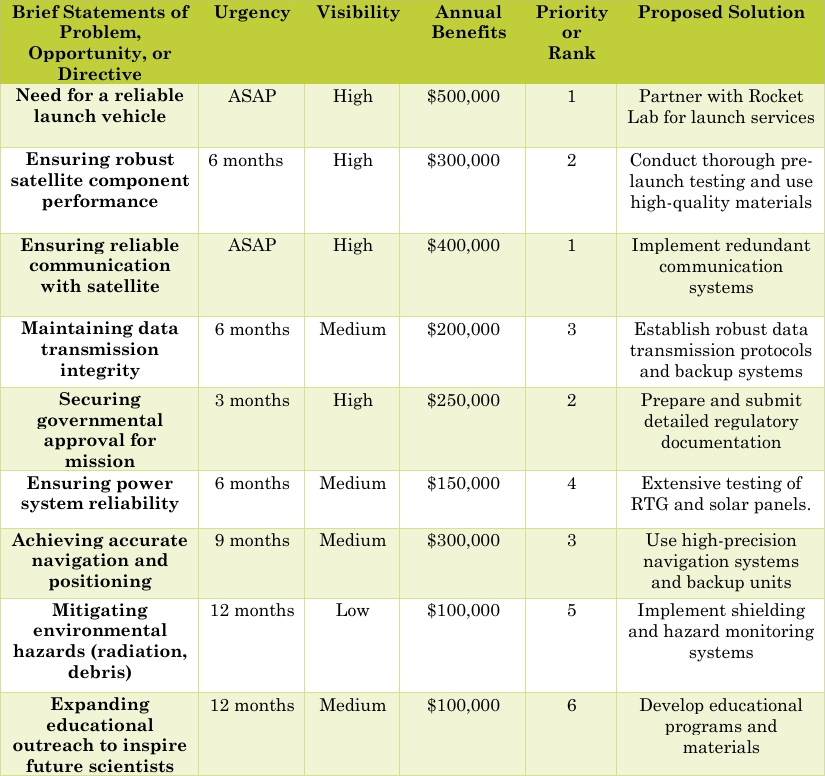 Brief Statements of
Problem,
Opportunity, or
Directive
Urgency
Visibility
Annual
Benefits
Priority
or
Rank
Proposed Solution
Need for a reliable
launch vehicle
ASAP
High
$500,000
1
Partner with Rocket
Lab for launch services
Ensuring robust
satellite component
performance
6 months
High
$300,000
2
Conduct thorough pre-
launch testing and use
high-quality materials
Ensuring reliable
communication
with satellite
ASAP
High
$400,000
1
Implement redundant
communication
systems
Maintaining data
transmission
integrity
6 months
Medium
$200,000
3
Establish robust data
transmission protocols
and backup systems
Securing
governmental
approval for
mission
3 months
High
$250,000
2
Prepare and submit
detailed regulatory
documentation
Ensuring power
system reliability
6 months
Medium
$150,000
4
Extensive testing of
RTG and solar panels.
Achieving accurate
navigation and
positioning
9 months
Medium
$300,000
3
Use high-precision
navigation systems
and backup units
Mitigating
environmental
hazards (radiation,
debris)
12 months
Low
$100,000
5
Implement shielding
and hazard monitoring
systems
Expanding
educational
outreach to inspire
future scientists
12 months
Medium
$100,000
6
Develop educational
programs and
materials